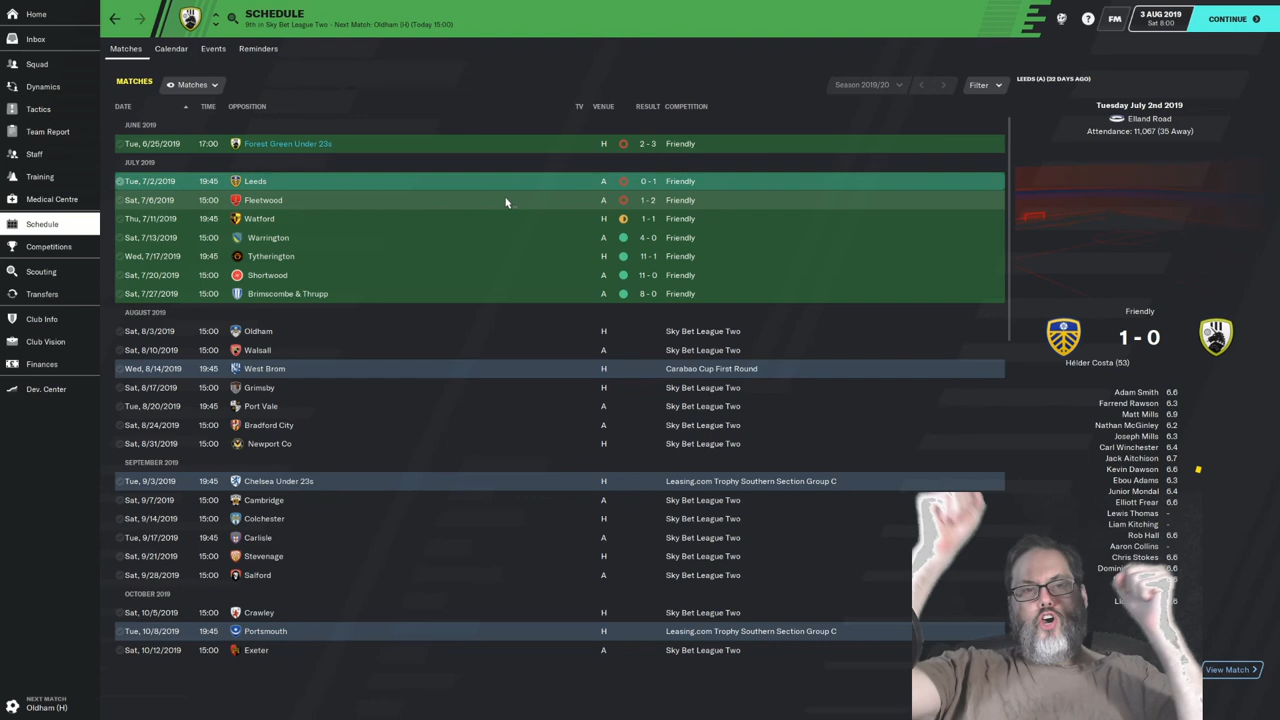 Home
Inbox
Squad
Dynamics
Tactics
Team Report
Staff
Training
Medical Centre
Schedule
Competitions
Scouting
Transfers
Club Info
Club Vision
Finances
Dev. Center
NEXT MATCH
Oldham (H)
SCHEDULE
9th in Sky Bet League Two - Next Match: Oldham (H) (Today 15:00)
FM
3 AUG 2019
Sat 8:00
CONTINUE
Matches Calendar Events Reminders
MATCHES Matches Season 2019/20 Filter
DATE TIME OPPOSITION TV VENUE RESULT COMPETITION
JUNE 2019
Tue, 6/25/2019 17:00 Forest Green Under 23s H 2 - 3 Friendly
JULY 2019
Tue, 7/2/2019 19:45 Leeds A 0 - 1 Friendly
Sat, 7/6/2019 15:00 Fleetwood A 1 - 2 Friendly
Thu, 7/11/2019 19:45 Watford H 1 - 1 Friendly
Sat, 7/13/2019 15:00 Warrington A 4 - 0 Friendly
Wed, 7/17/2019 19:45 Tytherington H 11 - 1 Friendly
Sat, 7/20/2019 15:00 Shortwood A 11 - 0 Friendly
Sat, 7/27/2019 15:00 Brimscombe & Thrupp A 8 - 0 Friendly
AUGUST 2019
Sat, 8/3/2019 15:00 Oldham H Sky Bet League Two
Sat, 8/10/2019 15:00 Walsall A Sky Bet League Two
Wed, 8/14/2019 19:45 West Brom H Carabao Cup First Round
Sat, 8/17/2019 15:00 Grimsby H Sky Bet League Two
Tue, 8/20/2019 19:45 Port Vale A Sky Bet League Two
Sat, 8/24/2019 15:00 Bradford City A Sky Bet League Two
Sat, 8/31/2019 15:00 Newport Co H Sky Bet League Two
SEPTEMBER 2019
Tue, 9/3/2019 19:45 Chelsea Under 23s H Leasing.com Trophy Southern Section Group C
Sat, 9/7/2019 15:00 Cambridge A Sky Bet League Two
Sat, 9/14/2019 15:00 Colchester H Sky Bet League Two
Tue, 9/17/2019 19:45 Carlisle A Sky Bet League Two
Sat, 9/21/2019 15:00 Stevenage H Sky Bet League Two
Sat, 9/28/2019 15:00 Salford A Sky Bet League Two
OCTOBER 2019
Sat, 10/5/2019 15:00 Crawley H Sky Bet League Two
Tue, 10/8/2019 19:45 Portsmouth H Leasing.com Trophy Southern Section Group C
Sat, 10/12/2019 15:00 Exeter A Sky Bet League Two
LEEDS (A) (32 DAYS AGO)
Tuesday July 2nd 2019
Elland Road
Attendance: 11,067 (35 Away)
Friendly
1 - 0
Hélder Costa (53)
Adam Smith 6.6
Farrend Rawson 6.3
Matt Mills 6.9
Nathan McGinley 6.2
Joseph Mills 6.3
Carl Winchester 6.4
Jack Aitchison 6.7
Kevin Dawson 6.6
Ebou Adams 6.3
Junior Mondal 6.4
Elliott Frear 6.6
Lewis Thomas -
Liam Kitching -
Rob Hall 6.6
Aaron Collins -
Chris Stokes 6.6
6.6
View Match